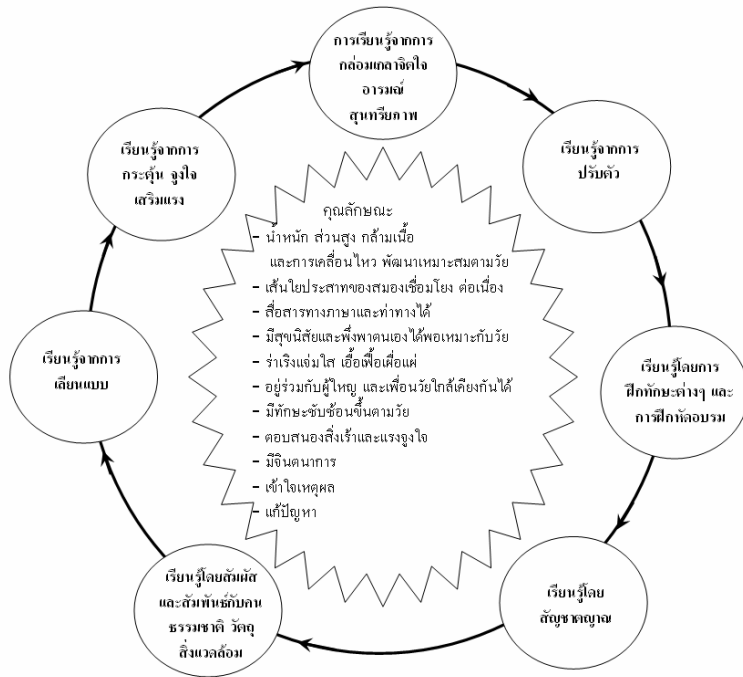 การเรียนรู้จากการ
กล่อมเกลาจิตใจ
อารมณ์
สุนทรียภาพ
เรียนรู้จากการ
ปรับตัว
เรียนรู้โดยการ
ฝึกทักษะต่างๆ และ
การฝึกหัดอบรม
เรียนรู้โดย
สัญชาตญาณ
เรียนรู้โดยสัมผัส
และสัมพันธ์กับคน
ธรรมชาติ วัตถุ
สิ่งแวดล้อม
เรียนรู้จากการ
เลียนแบบ
เรียนรู้จากการ
กระตุ้น จูงใจ
เสริมแรง
คุณลักษณะ
- น้ำหนัก ส่วนสูง กล้ามเนื้อ
และการเคลื่อนไหว พัฒนาเหมาะสมตามวัย
- เส้นใยประสาทของสมองเชื่อมโยง ต่อเนื่อง
- สื่อสารทางภาษาและท่าทางได้
- มีสุขนิสัยและพึ่งพาตนเองได้พอเหมาะกับวัย
- ร่าเริงแจ่มใส เอื้อเฟื้อเผื่อแผ่
- อยู่ร่วมกับผู้ใหญ่ และเพื่อนวัยใกล้เคียงกันได้
- มีทักษะซับซ้อนขึ้นตามวัย
- ตอบสนองสิ่งเร้าและแรงจูงใจ
- มีจินตนาการ
- เข้าใจเหตุผล
- แก้ปัญหา